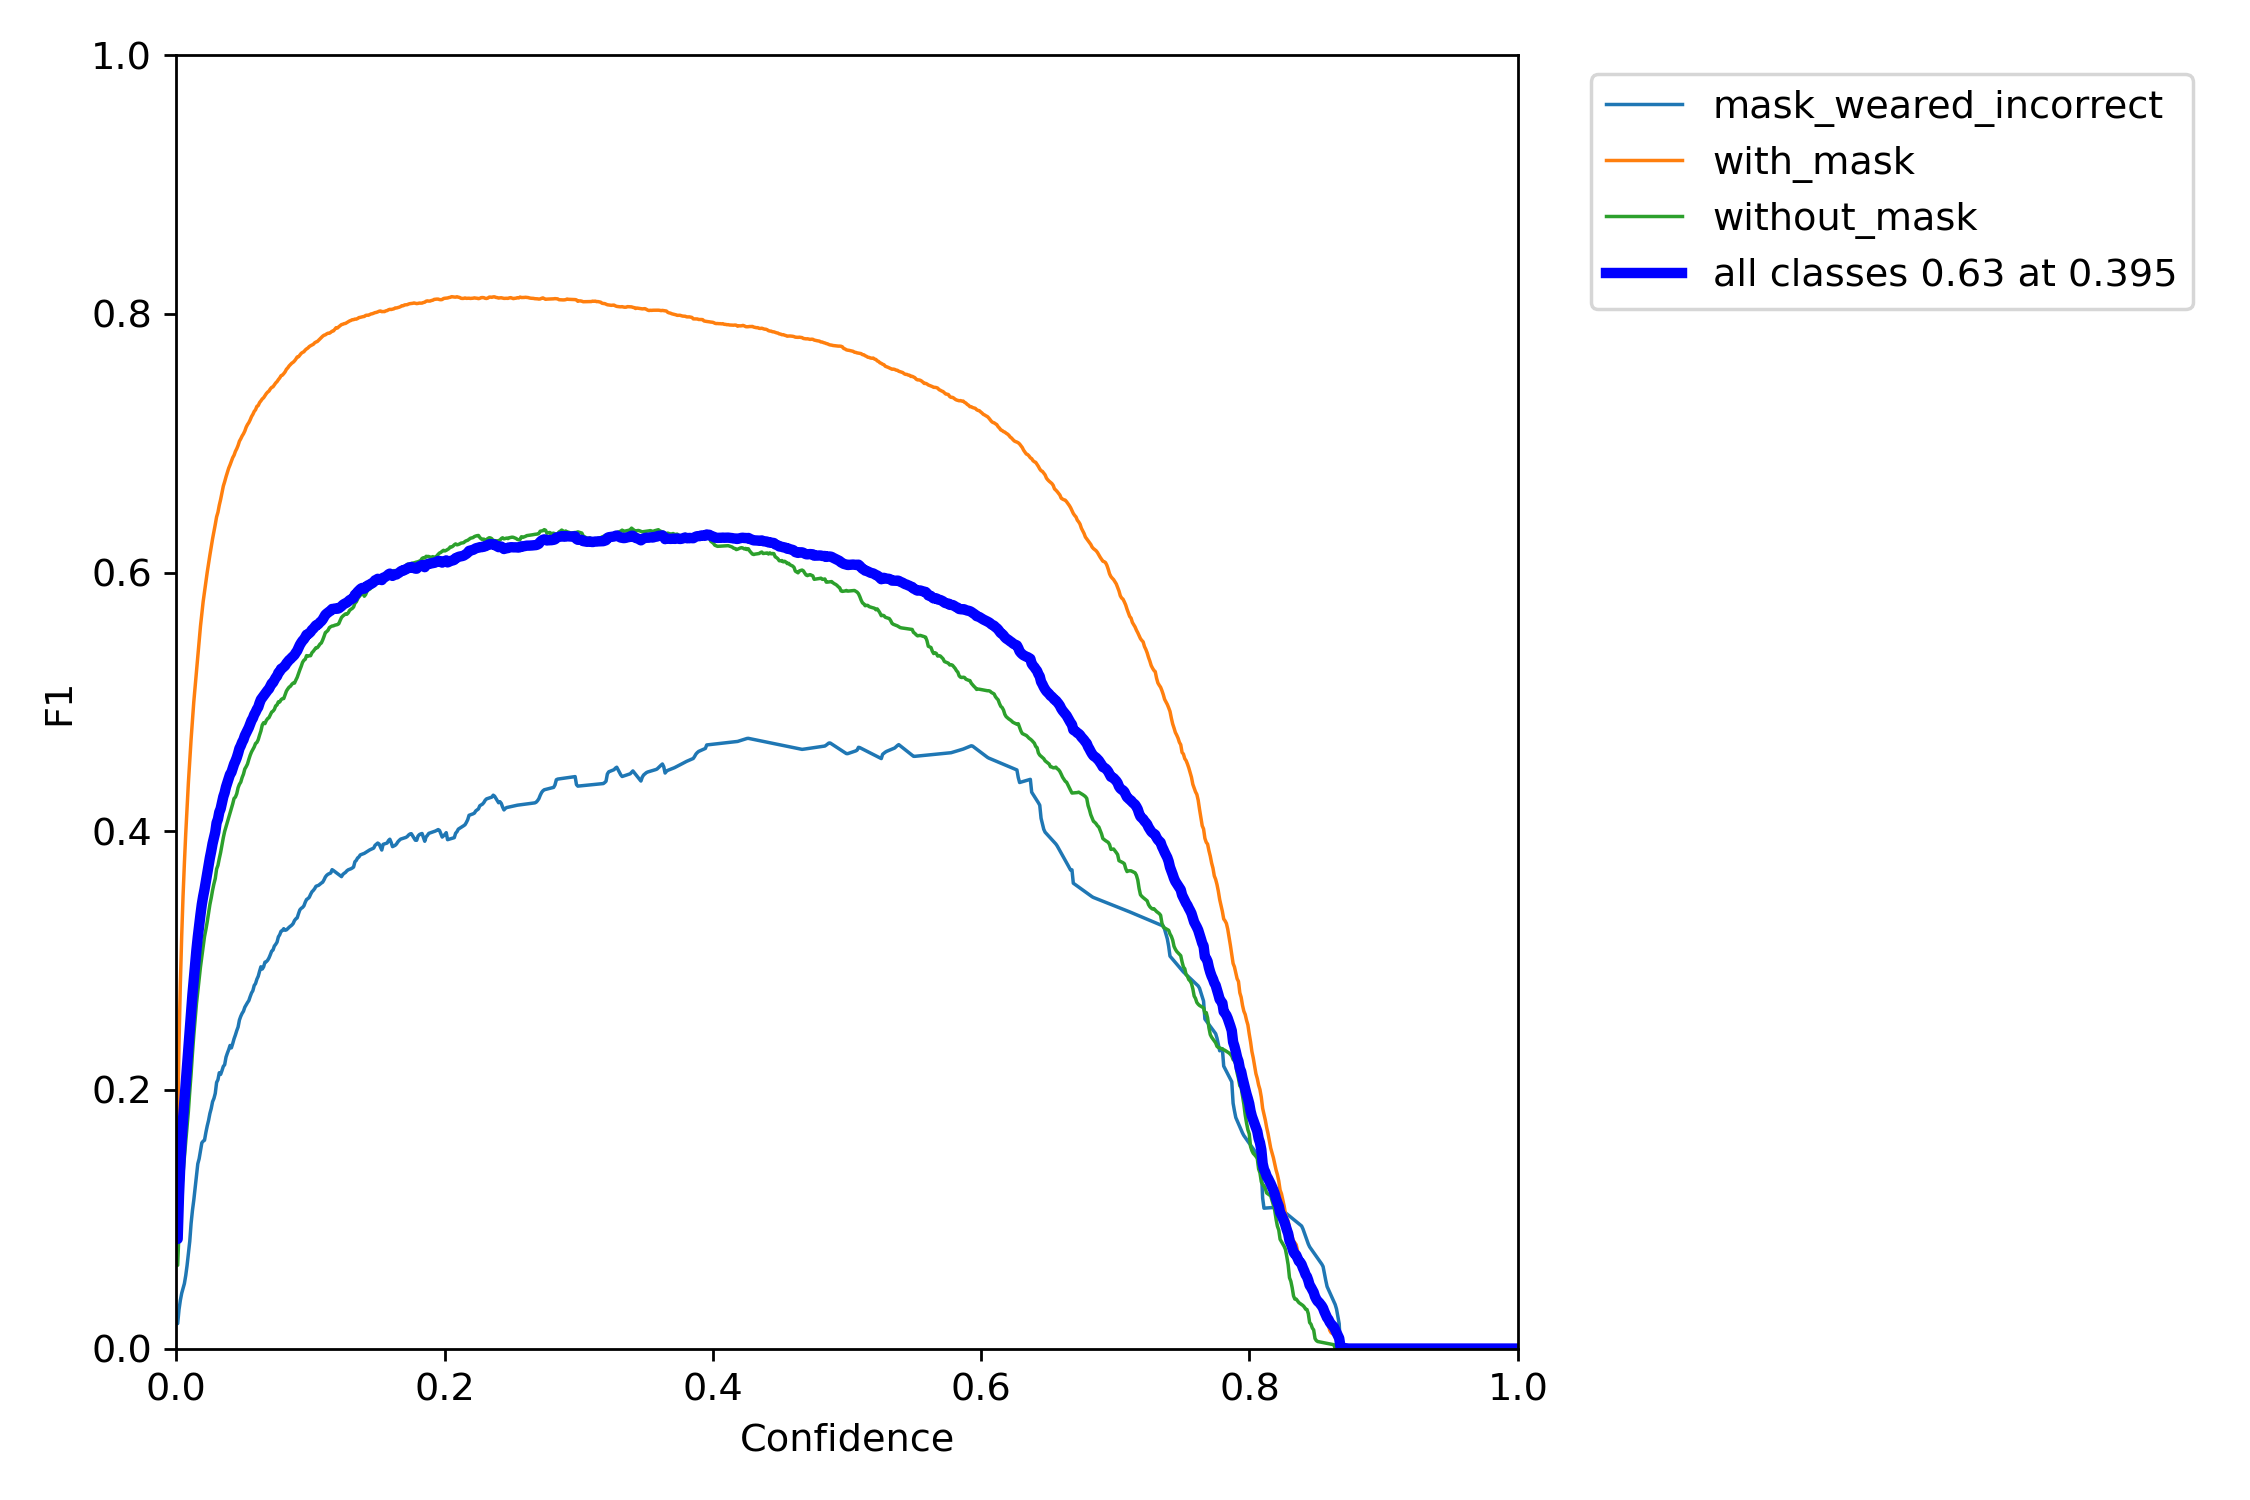 1.0
0.8
0.6
0.4
0.2
0.0
F1
0.0 0.2 0.4 0.6 0.8 1.0
Confidence
mask_weared_incorrect
with_mask
without_mask
all classes 0.63 at 0.395